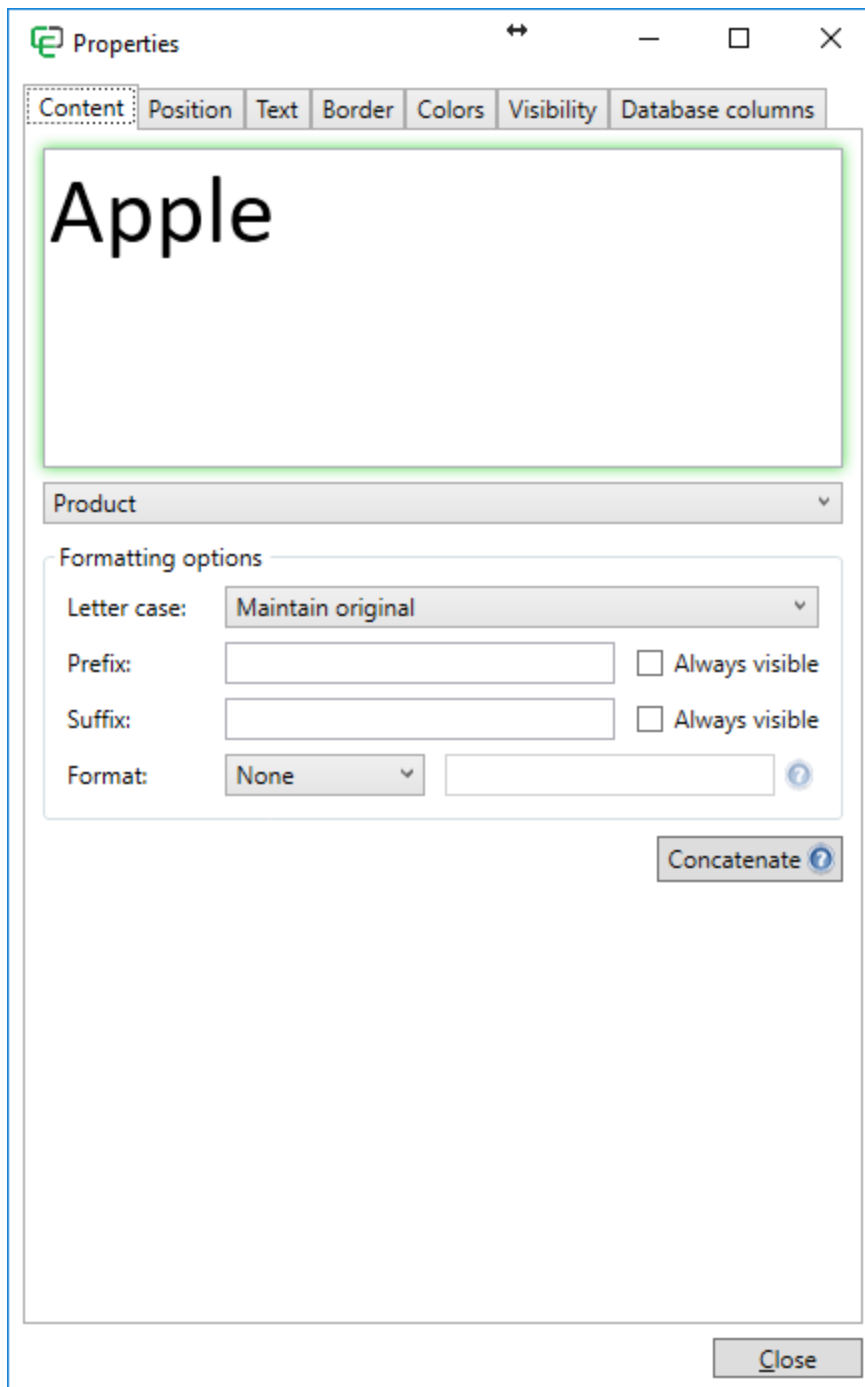 Properties
Content Position Text Border Colors Visibility Database columns
Apple
Product
Formatting options
Letter case: Maintain original
Prefix: Always visible
Suffix: Always visible
Format: None
Concatenate
Close